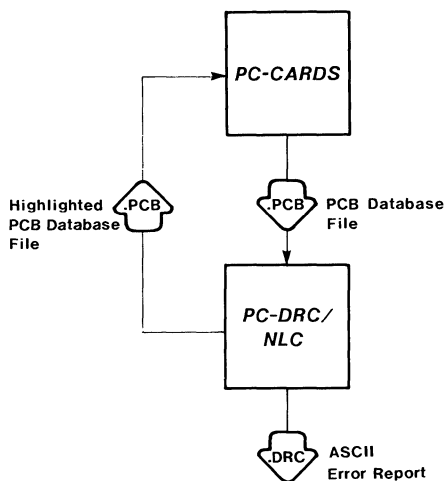 PC-CARDS
Highlighted
PCB Database
File
.PCB
.PCB
PCB Database
File
PC-DRC/
NLC
.DRC
ASCII
Error Report